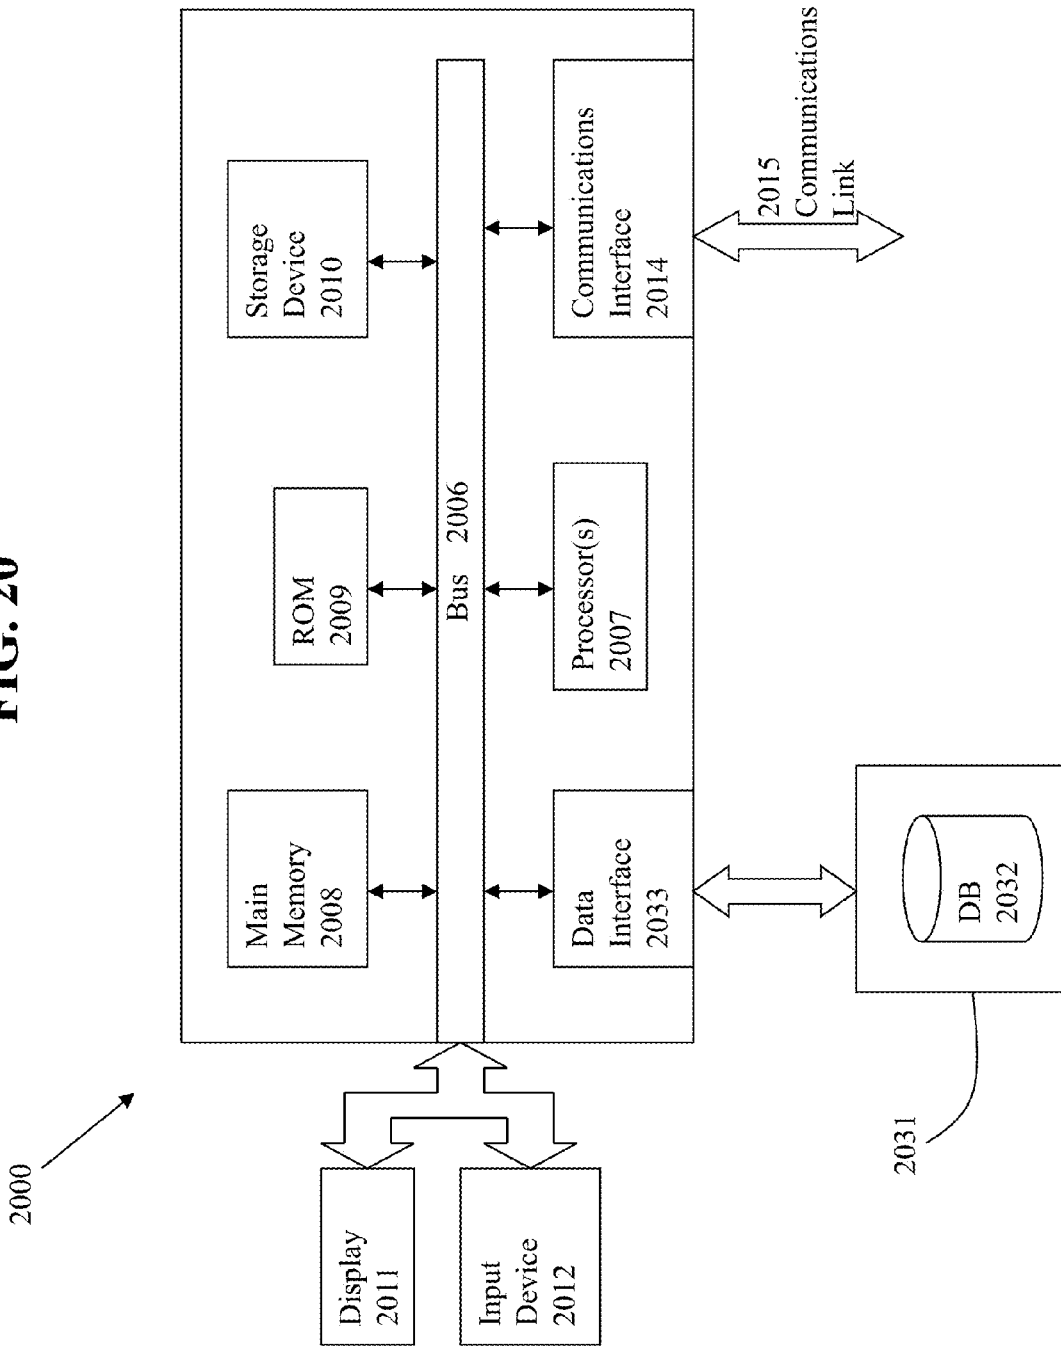 FIG. 20
2000
Display
2011
Input
Device
2012
Main
Memory
2008
ROM
2009
Storage
Device
2010
Bus 2006
Data
Interface
2033
Processor(s)
2007
Communications
Interface
2014
2015
Communications
Link
DB
2032
2031